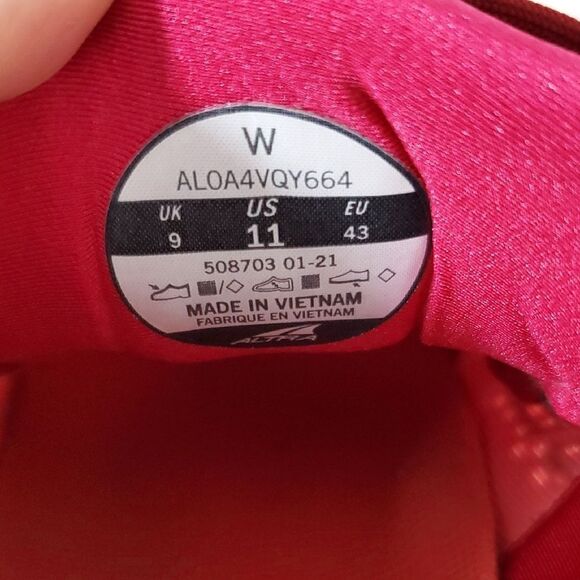 W
AL0A4VQY664
UK US EU
9 11 43
508703 01-21
MADE IN VIETNAM
FABRIQUE EN VIETNAM
ALTRA